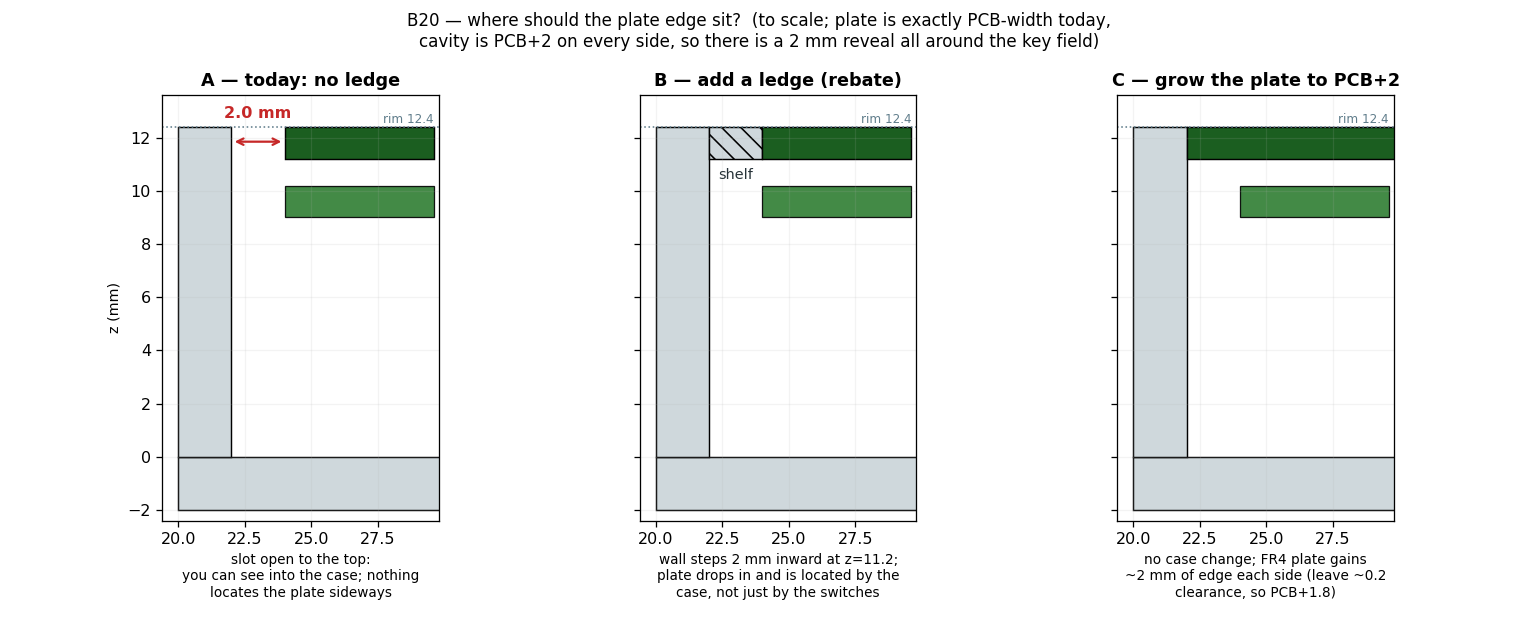 B20 — where should the plate edge sit?  (to scale; plate is exactly PCB-width today,
cavity is PCB+2 on every side, so there is a 2 mm reveal all around the key field)
A — today: no ledge
B — add a ledge (rebate)
C — grow the plate to PCB+2
2.0 mm
rim 12.4
rim 12.4
rim 12.4
shelf
z (mm)
12
10
8
6
4
2
0
−2
20.0 22.5 25.0 27.5
20.0 22.5 25.0 27.5
20.0 22.5 25.0 27.5
slot open to the top:
you can see into the case; nothing
locates the plate sideways
wall steps 2 mm inward at z=11.2;
plate drops in and is located by the
case, not just by the switches
no case change; FR4 plate gains
~2 mm of edge each side (leave ~0.2
clearance, so PCB+1.8)